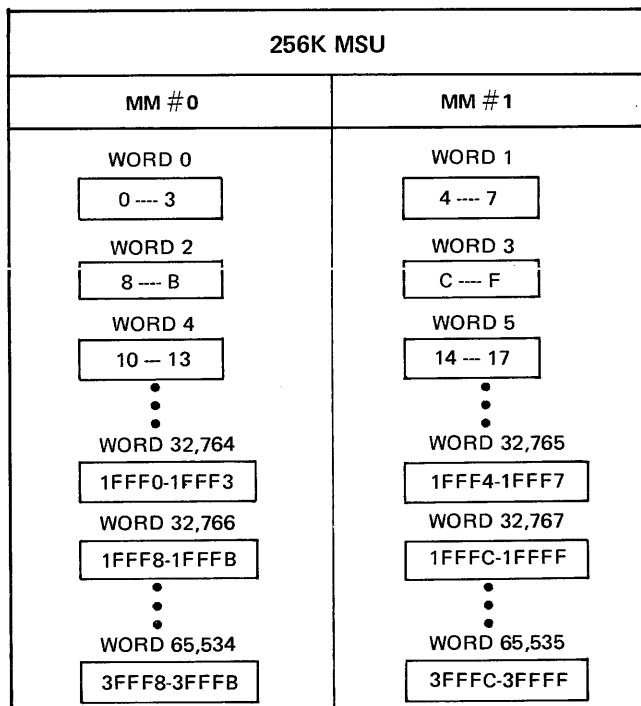 256K MSU
MM #0 MM #1
WORD 0 WORD 1
0 ---- 3 4 ---- 7
WORD 2 WORD 3
8 ---- B C ---- F
WORD 4 WORD 5
10 --- 13 14 --- 17
WORD 32,764 WORD 32,765
1FFF0-1FFF3 1FFF4-1FFF7
WORD 32,766 WORD 32,767
1FFF8-1FFFB 1FFFC-1FFFF
WORD 65,534 WORD 65,535
3FFF8-3FFFB 3FFFC-3FFFF